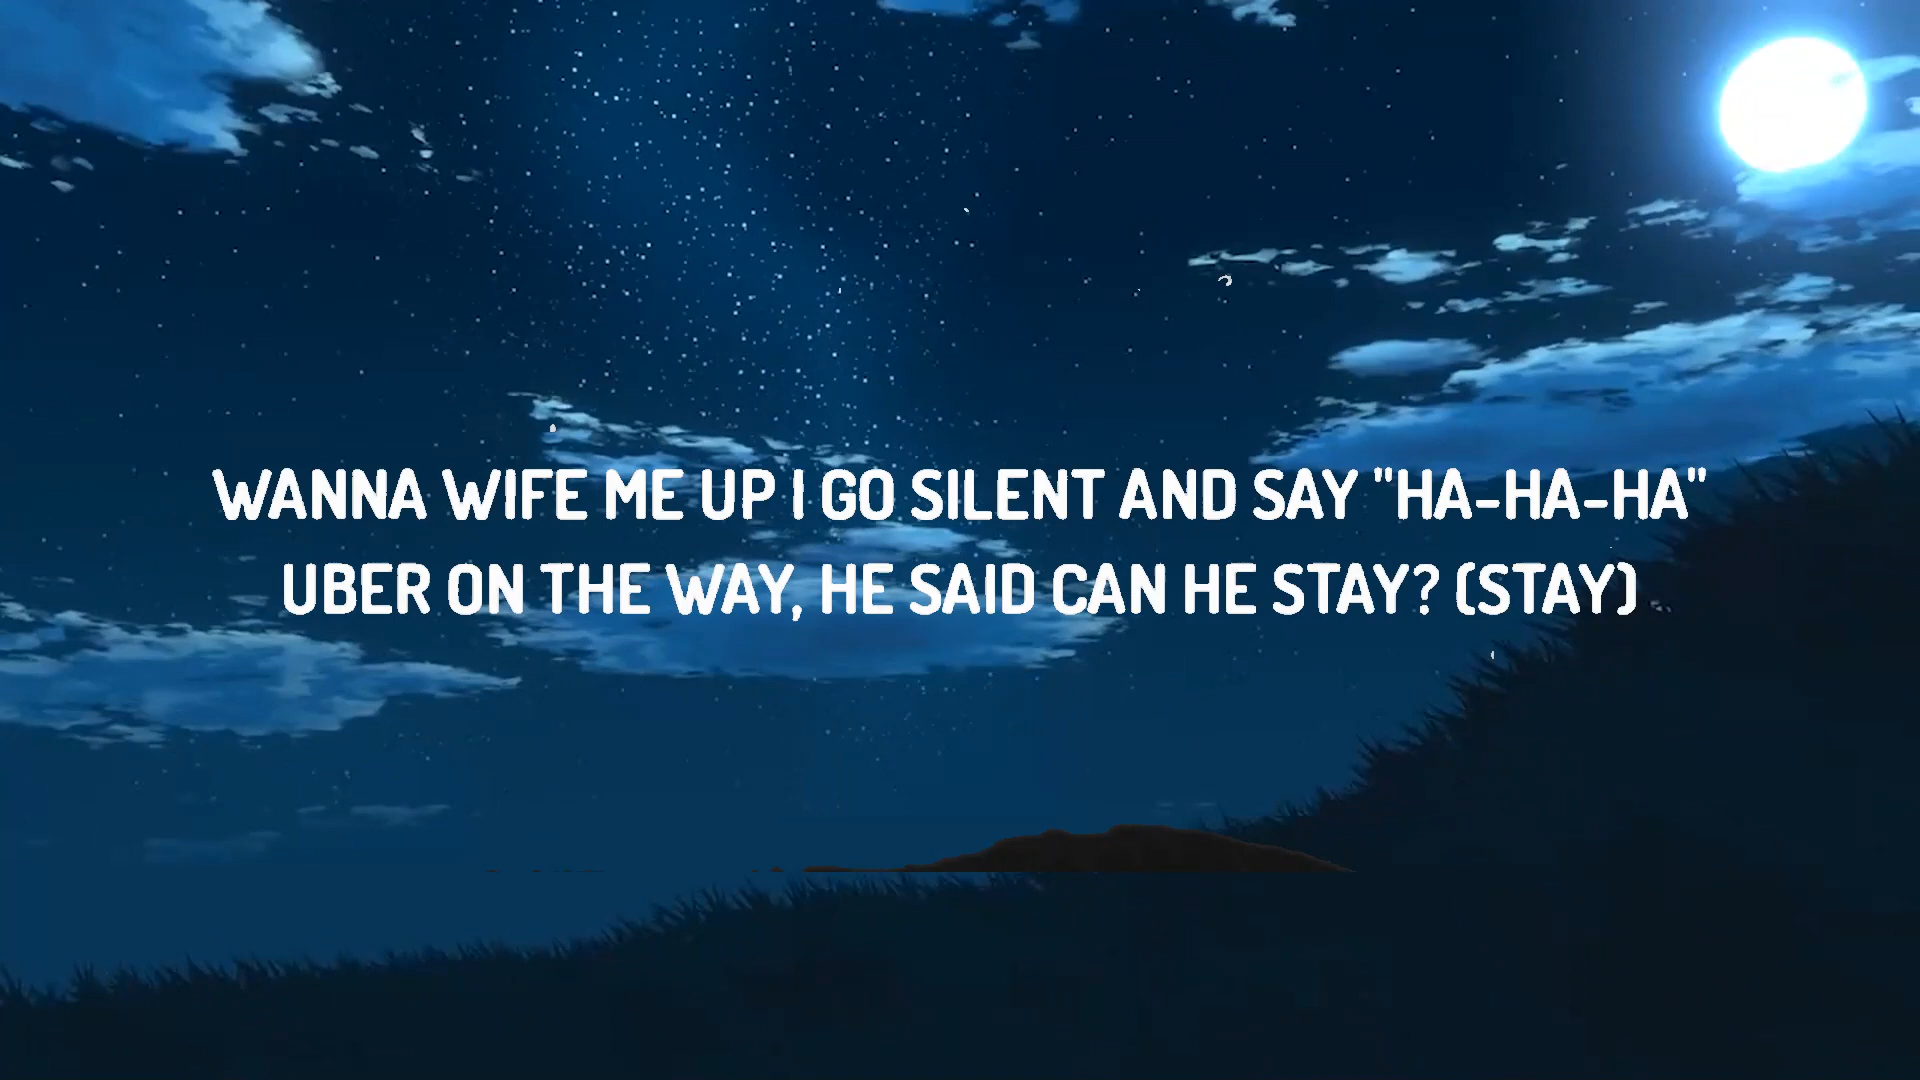 WANNA WIFE ME UP I GO SILENT AND SAY "HA-HA-HA"
UBER ON THE WAY, HE SAID CAN HE STAY? (STAY)